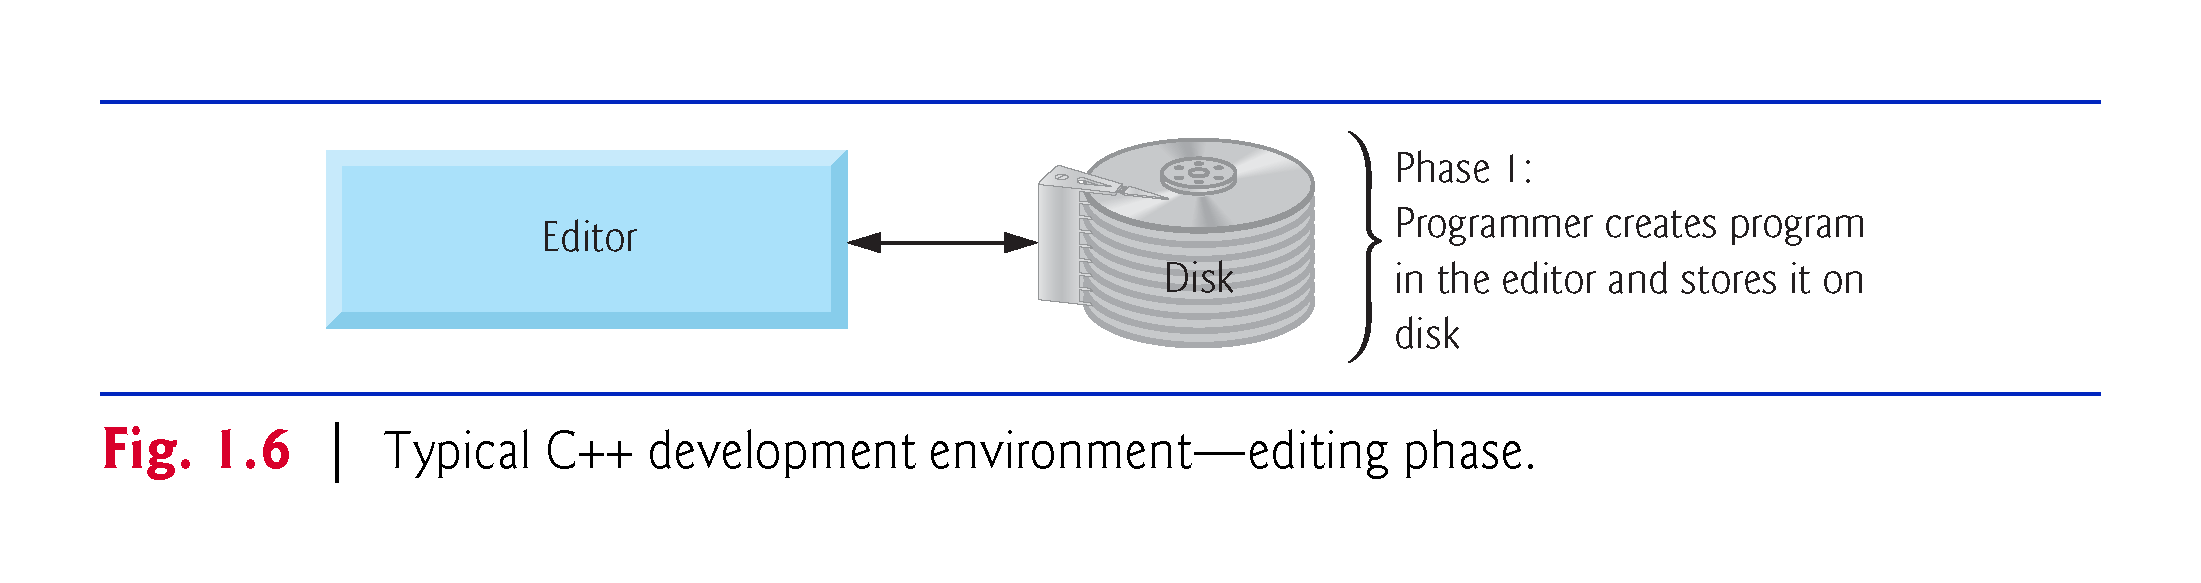 Editor
Disk
Phase 1:
Programmer creates program
in the editor and stores it on
disk
Fig. 1.6 | Typical C++ development environment—editing phase.